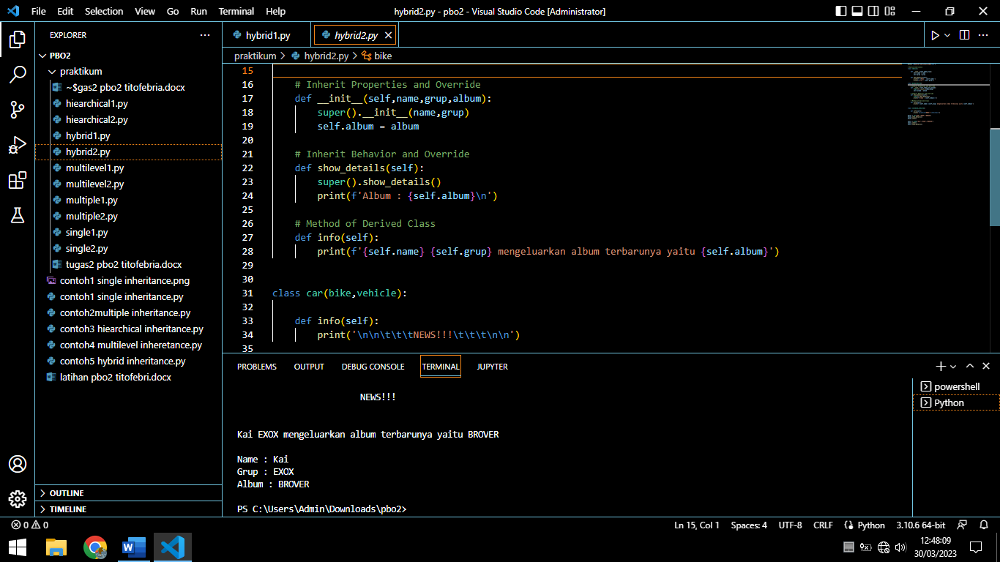 File Edit Selection View Go Run Terminal Help hybrid2.py - pbo2 - Visual Studio Code [Administrator]
EXPLORER
PBO2
praktikum
~$gas2 pbo2 titofebria.docx
hiearchical1.py
hiearchical2.py
hybrid1.py
hybrid2.py
multilevel1.py
multilevel2.py
multiple1.py
multiple2.py
single1.py
single2.py
tugas2 pbo2 titofebria.docx
contoh1 single inheritance.png
contoh1 single inheritance.py
contoh2multiple inheritance.py
contoh3 hiearchical inheritance.py
contoh4 multilevel inheretance.py
contoh5 hybrid inheritance.py
latihan pbo2 titofebri.docx
OUTLINE
TIMELINE
hybrid1.py hybrid2.py
praktikum > hybrid2.py > bike
15
16 # Inherit Properties and Override
17 def __init__(self,name,grup,album):
18 super().__init__(name,grup)
19 self.album = album
20
21 # Inherit Behavior and Override
22 def show_details(self):
23 super().show_details()
24 print(f'Album : {self.album}\n')
25
26 # Method of Derived Class
27 def info(self):
28 print(f'{self.name} {self.grup} mengeluarkan album terbarunya yaitu {self.album}')
29
30
31 class car(bike,vehicle):
32
33 def info(self):
34 print('\n\n\t\t\tNEWS!!!\t\t\t\n\n')
35
PROBLEMS OUTPUT DEBUG CONSOLE TERMINAL JUPYTER
NEWS!!!
Kai EXOX mengeluarkan album terbarunya yaitu BROVER
Name : Kai
Grup : EXOX
Album : BROVER
PS C:\Users\Admin\Downloads\pbo2>
powershell
Python
0 0 Ln 15, Col 1 Spaces: 4 UTF-8 CRLF Python 3.10.6 64-bit
12:48:09
30/03/2023